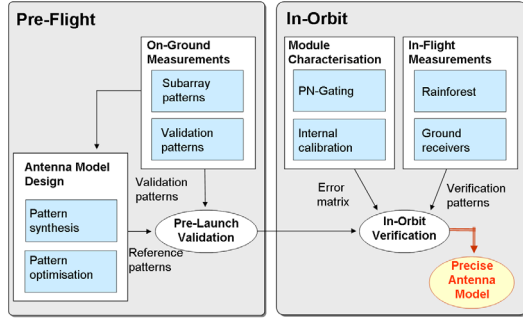 Pre-Flight
On-Ground
Measurements
Subarray
patterns
Validation
patterns
Antenna Model
Design
Pattern
synthesis
Pattern
optimisation
Validation
patterns
Reference
patterns
Pre-Launch
Validation
In-Orbit
Module
Characterisation
PN-Gating
Internal
calibration
In-Flight
Measurements
Rainforest
Ground
receivers
Error
matrix
Verification
patterns
In-Orbit
Verification
Precise
Antenna
Model